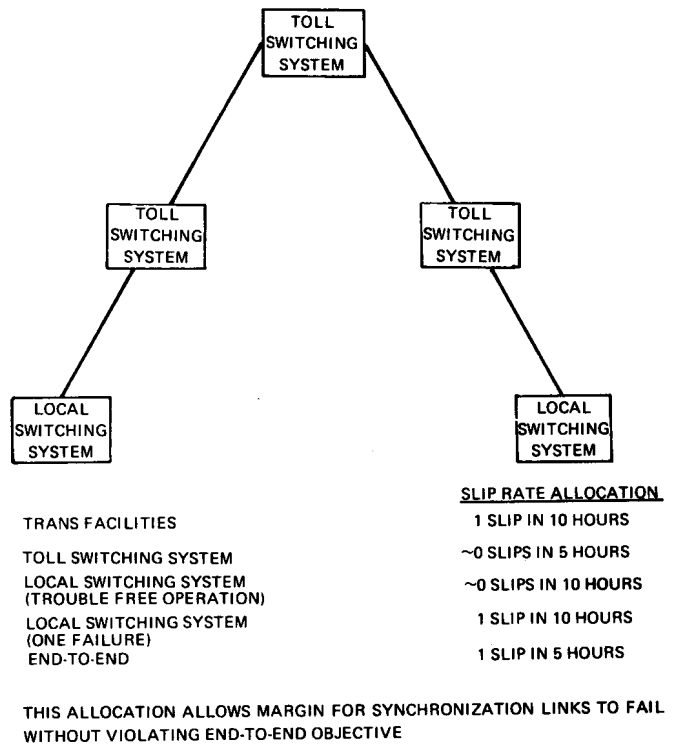 TOLL
SWITCHING
SYSTEM
TOLL
SWITCHING
SYSTEM
TOLL
SWITCHING
SYSTEM
LOCAL
SWITCHING
SYSTEM
LOCAL
SWITCHING
SYSTEM
SLIP RATE ALLOCATION
TRANS FACILITIES 1 SLIP IN 10 HOURS
TOLL SWITCHING SYSTEM ~0 SLIPS IN 5 HOURS
LOCAL SWITCHING SYSTEM ~0 SLIPS IN 10 HOURS
(TROUBLE FREE OPERATION)
LOCAL SWITCHING SYSTEM 1 SLIP IN 10 HOURS
(ONE FAILURE)
END-TO-END 1 SLIP IN 5 HOURS
THIS ALLOCATION ALLOWS MARGIN FOR SYNCHRONIZATION LINKS TO FAIL
WITHOUT VIOLATING END-TO-END OBJECTIVE